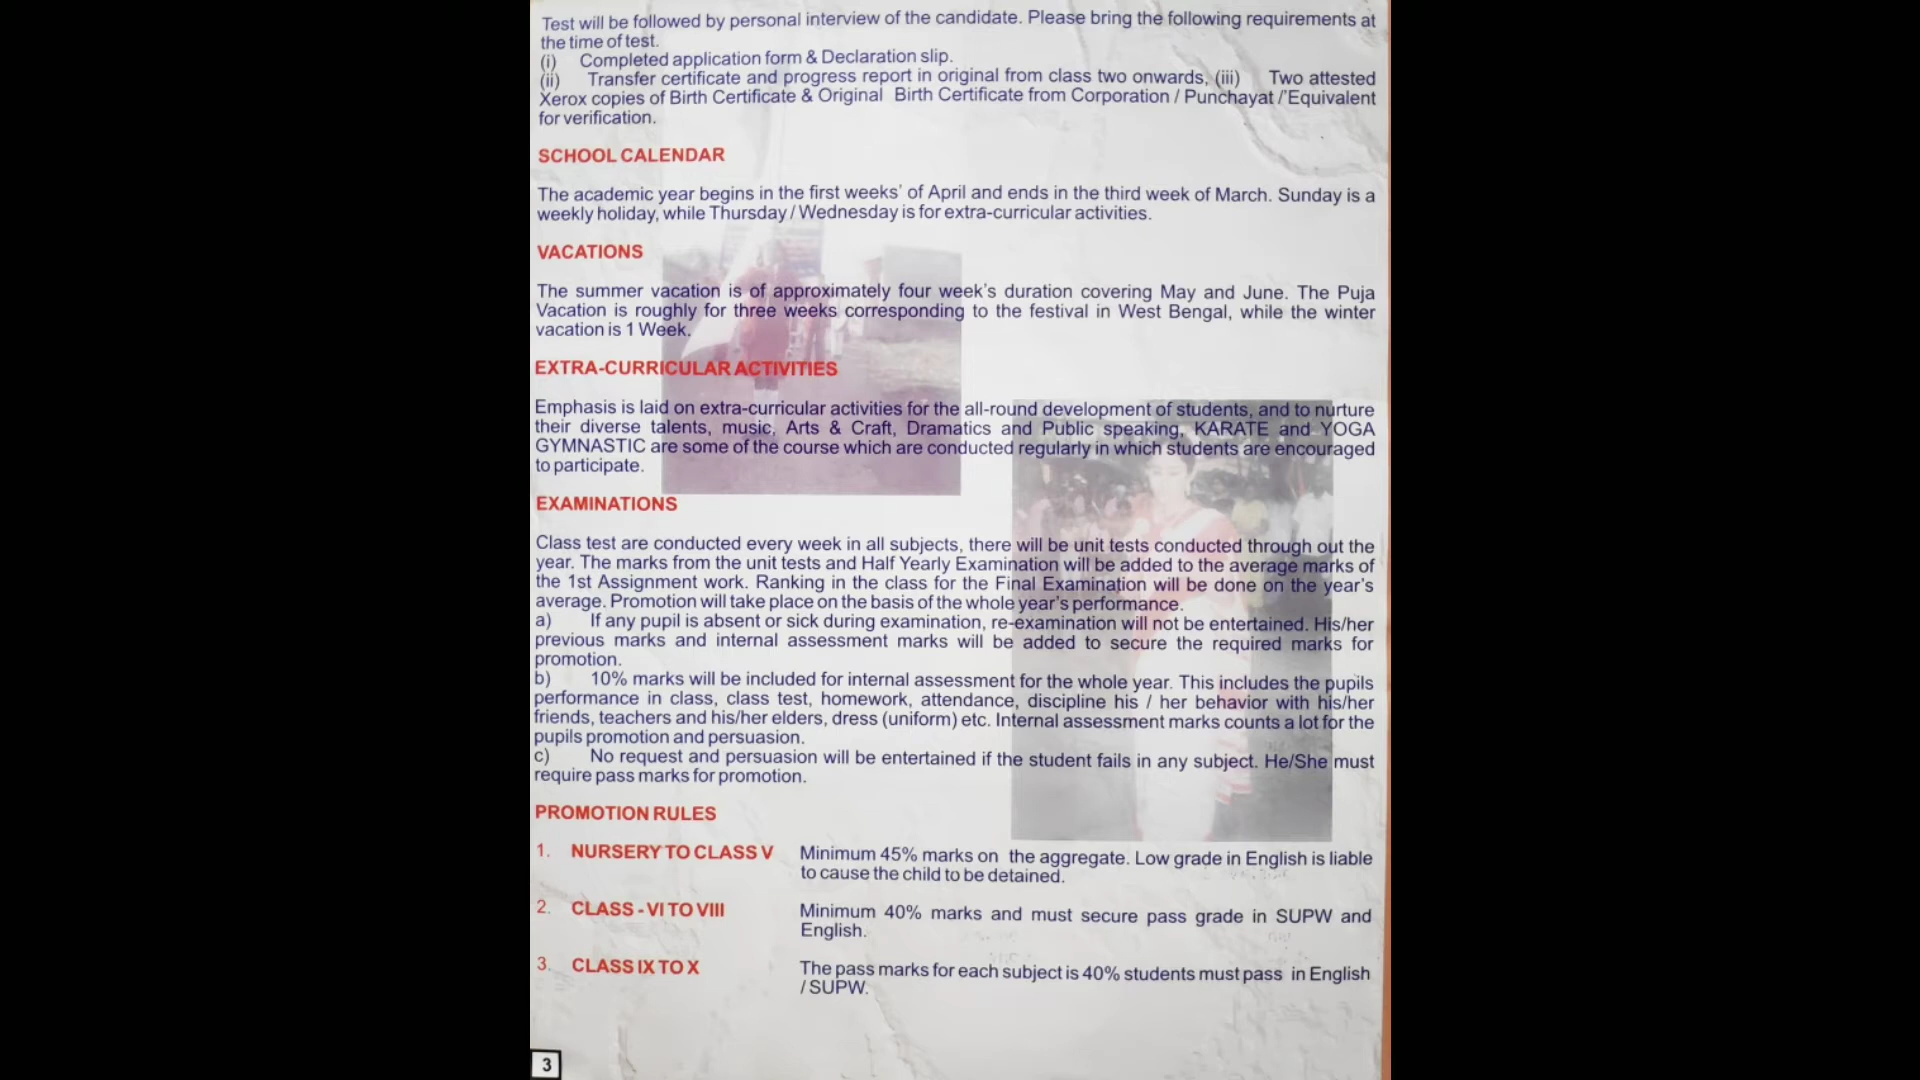 Test will be followed by personal interview of the candidate. Please bring the following requirements at
the time of test.
(i) Completed application form & Declaration slip.
(ii) Transfer certificate and progress report in original from class two onwards, (iii) Two attested
Xerox copies of Birth Certificate & Original Birth Certificate from Corporation / Punchayat /'Equivalent
for verification.
SCHOOL CALENDAR
The academic year begins in the first weeks' of April and ends in the third week of March. Sunday is a
weekly holiday, while Thursday / Wednesday is for extra-curricular activities.
VACATIONS
The summer vacation is of approximately four week's duration covering May and June. The Puja
Vacation is roughly for three weeks corresponding to the festival in West Bengal, while the winter
vacation is 1 Week.
EXTRA-CURRICULAR ACTIVITIES
Emphasis is laid on extra-curricular activities for the all-round development of students, and to nurture
their diverse talents, music, Arts & Craft, Dramatics and Public speaking, KARATE and YOGA
GYMNASTIC are some of the course which are conducted regularly in which students are encouraged
to participate.
EXAMINATIONS
Class test are conducted every week in all subjects, there will be unit tests conducted through out the
year. The marks from the unit tests and Half Yearly Examination will be added to the average marks of
the 1st Assignment work. Ranking in the class for the Final Examination will be done on the year's
average. Promotion will take place on the basis of the whole year's performance.
a) If any pupil is absent or sick during examination, re-examination will not be entertained. His/her
previous marks and internal assessment marks will be added to secure the required marks for
promotion.
b) 10% marks will be included for internal assessment for the whole year. This includes the pupils
performance in class, class test, homework, attendance, discipline his / her behavior with his/her
friends, teachers and his/her elders, dress (uniform) etc. Internal assessment marks counts a lot for the
pupils promotion and persuasion.
c) No request and persuasion will be entertained if the student fails in any subject. He/She must
require pass marks for promotion.
PROMOTION RULES
1. NURSERY TO CLASS V Minimum 45% marks on the aggregate. Low grade in English is liable
to cause the child to be detained.
2. CLASS - VI TO VIII Minimum 40% marks and must secure pass grade in SUPW and
English.
3. CLASS IX TO X The pass marks for each subject is 40% students must pass in English
/ SUPW.
3